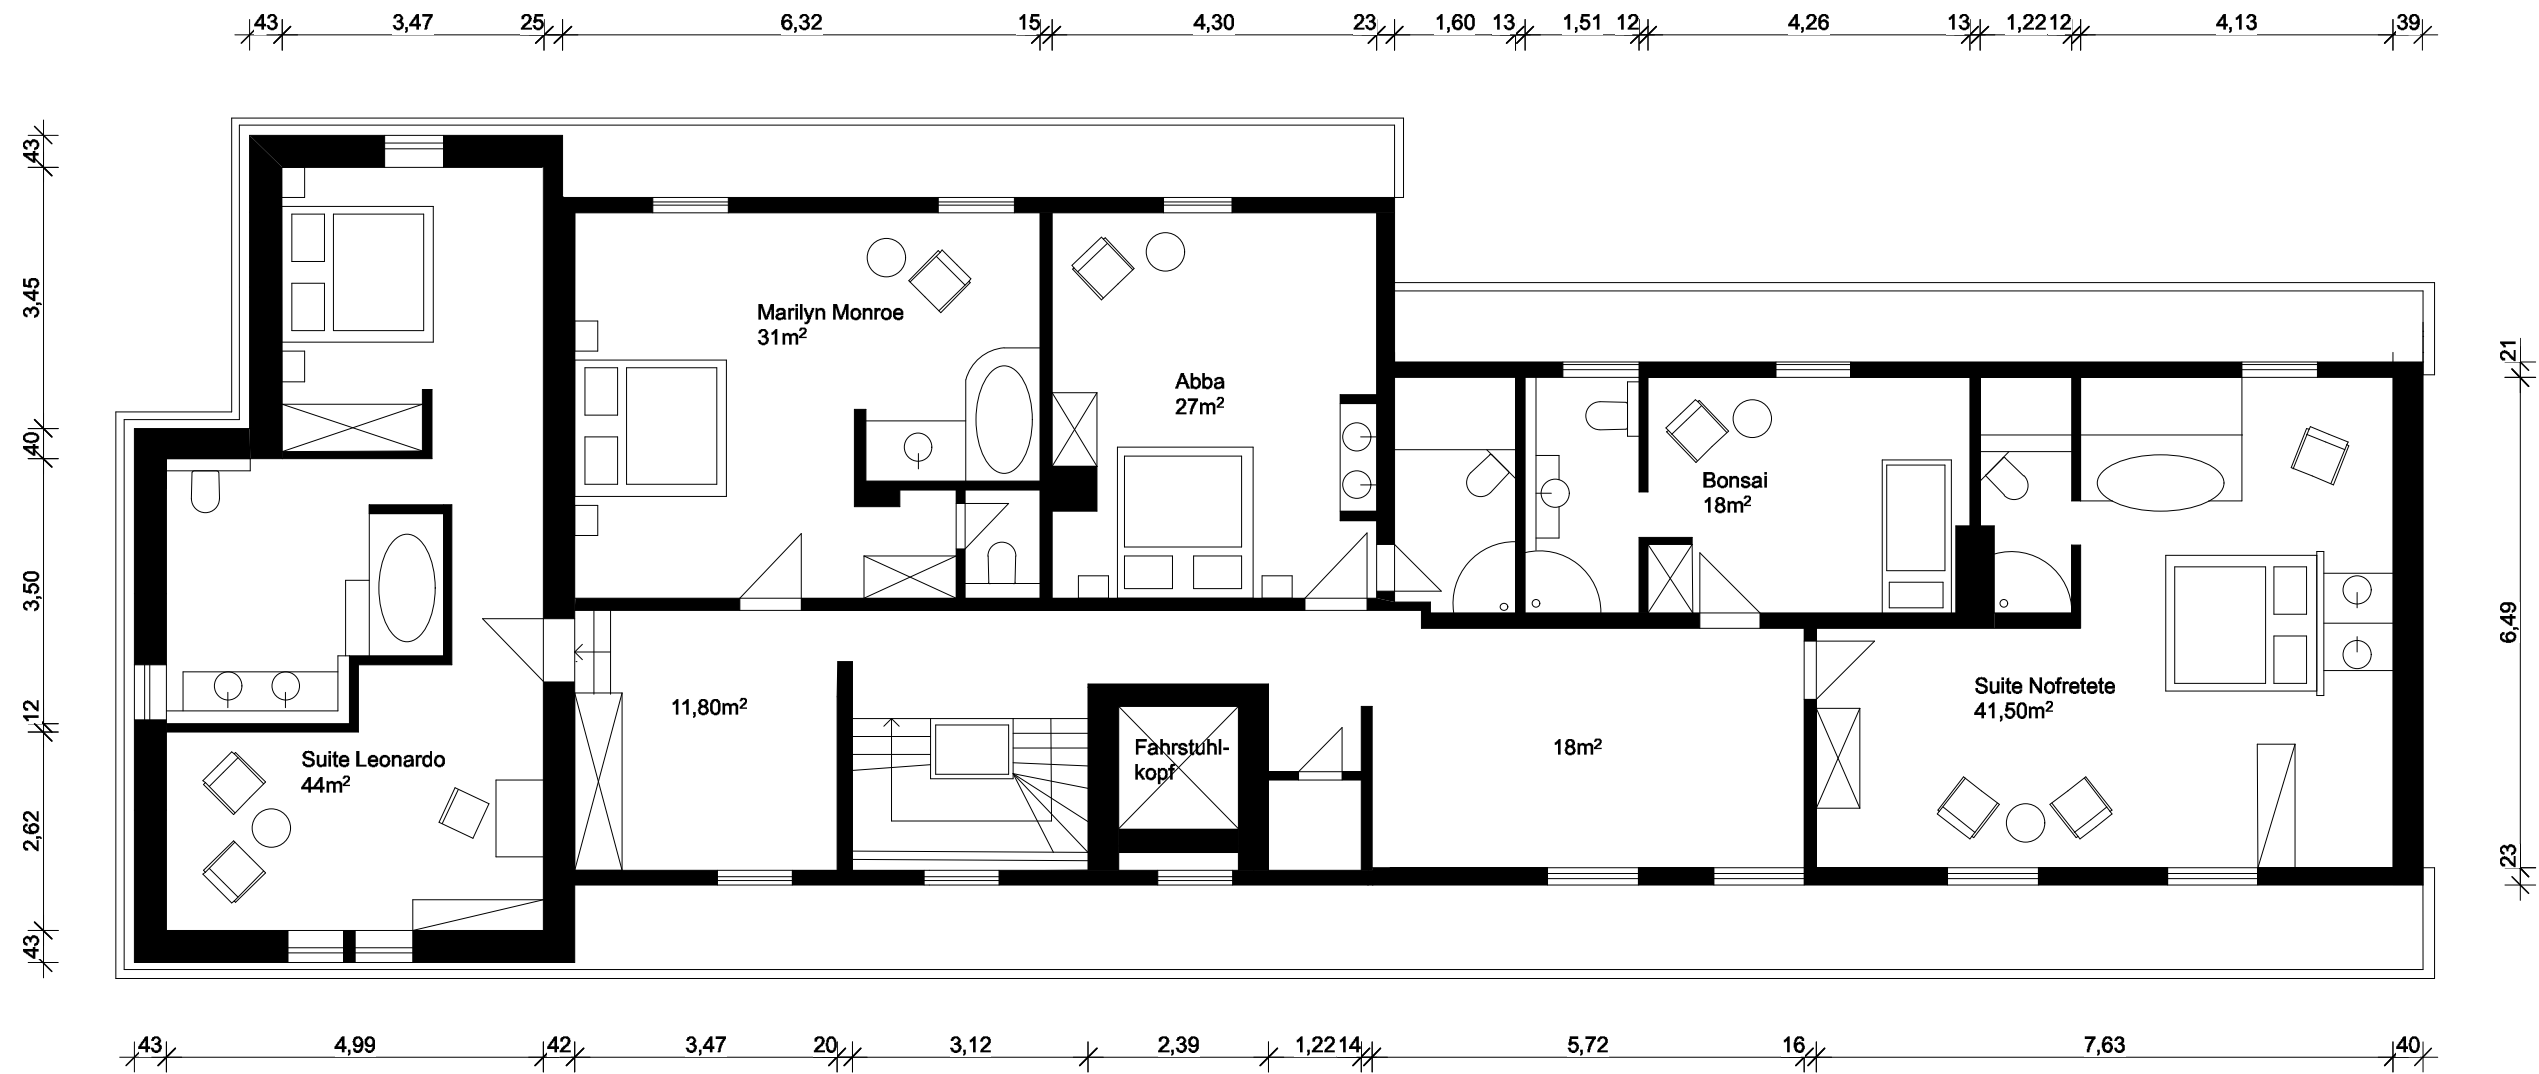 43 3,47 25 6,32 15 4,30 23 1,60 13 1,51 12 4,26 13 1,22 12 4,13 39
43
3,45
40
3,50
12
2,62
43
Marilyn Monroe
31m²
Abba
27m²
Bonsai
18m²
Suite Nofretete
41,50m²
11,80m²
Fahrstuhl-
kopf
18m²
Suite Leonardo
44m²
21
6,49
23
43 4,99 42 3,47 20 3,12 2,39 1,22 14 5,72 16 7,63 40